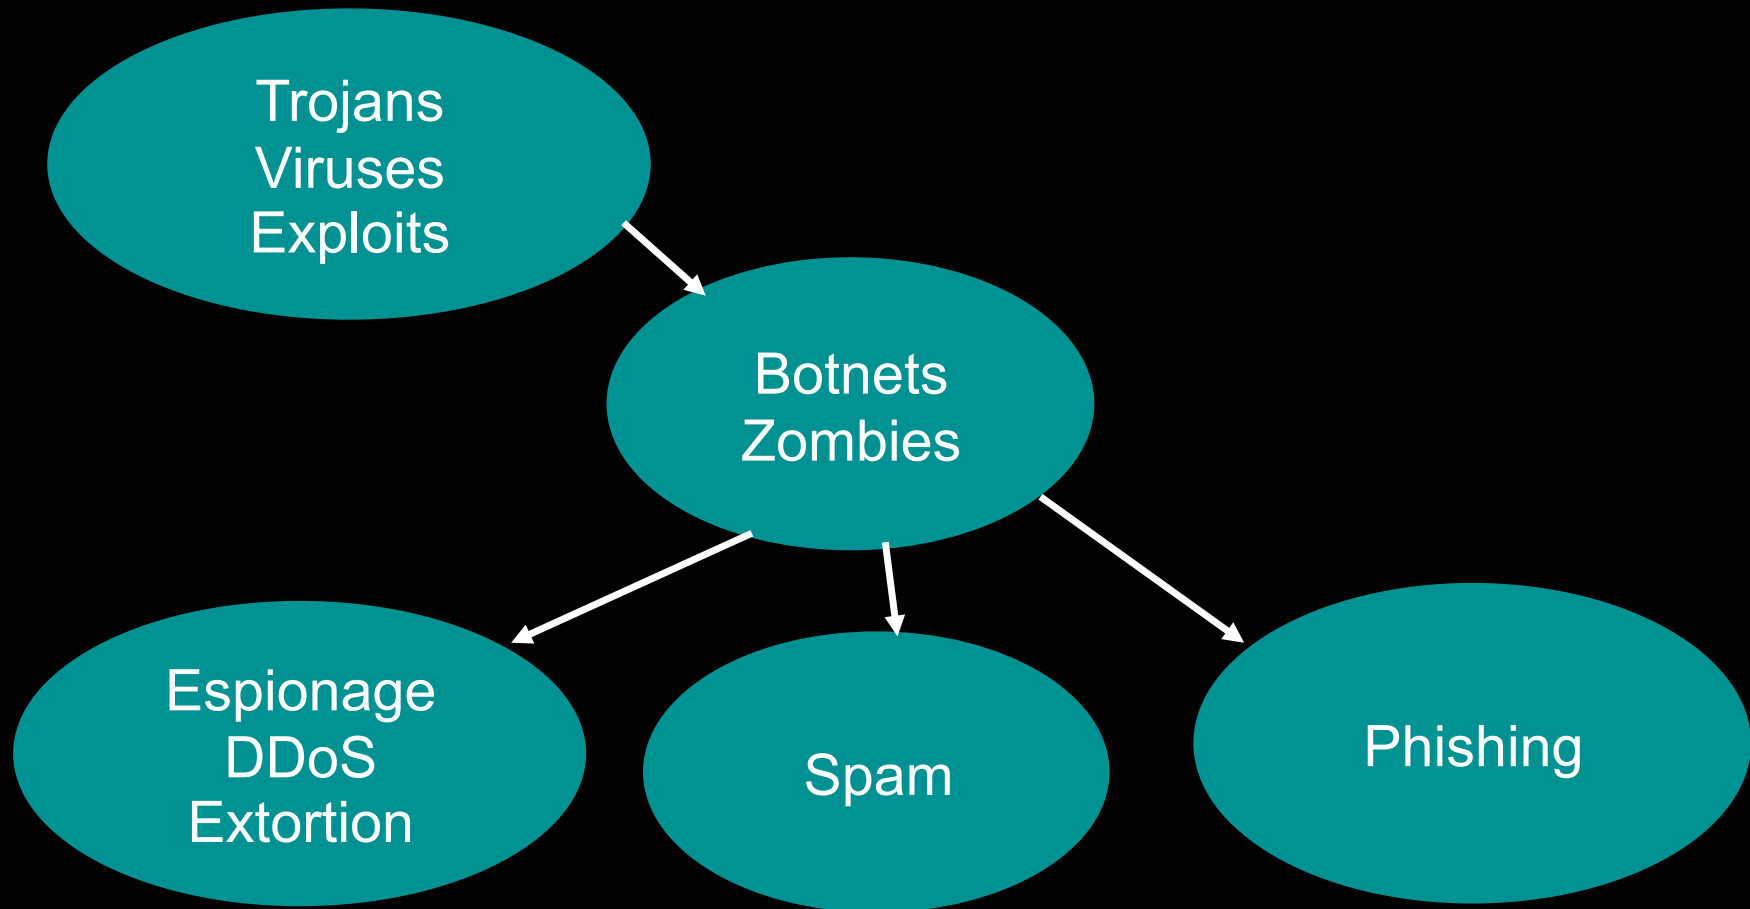 Trojans
Viruses
Exploits
Botnets
Zombies
Espionage
DDoS
Extortion
Spam
Phishing